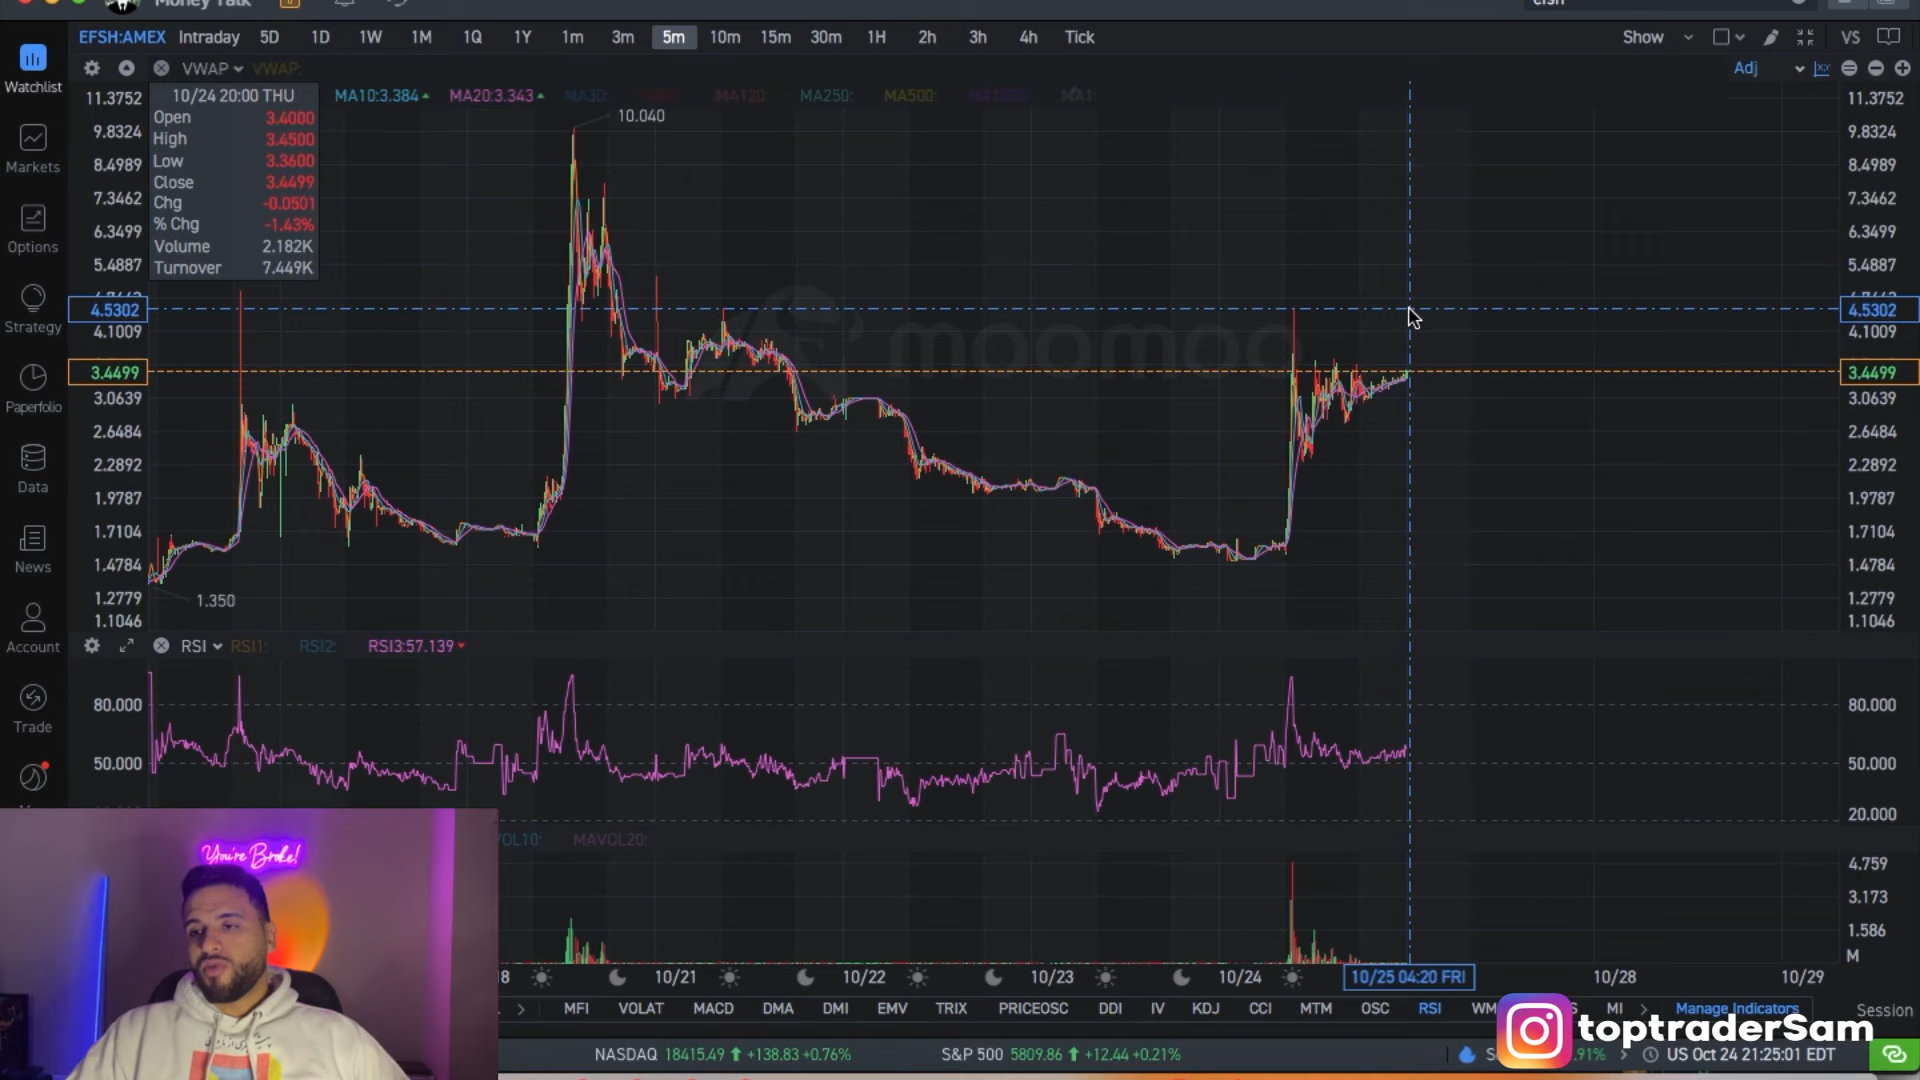 Money Talk
efsh
EFSH:AMEX Intraday 5D 1D 1W 1M 1Q 1Y 1m 3m 5m 10m 15m 30m 1H 2h 3h 4h Tick Show VS
VWAP VWAP: Adj
10/24 20:00 THU MA10:3.384 MA20:3.343 MA30: MA120: MA250: MA500: MA1:
Open 3.4000
High 3.4500
Low 3.3600
Close 3.4499
Chg -0.0501
% Chg -1.43%
Volume 2.182K
Turnover 7.449K
Watchlist
Markets
Options
Strategy
Paperfolio
Data
News
Account
Trade
11.3752
9.8324
8.4989
7.3462
6.3499
5.4887
4.5302
4.1009
3.4499
3.0639
2.6484
2.2892
1.9787
1.7104
1.4784
1.2779
1.1046
10.040
moomoo
1.350
11.3752
9.8324
8.4989
7.3462
6.3499
5.4887
4.5302
4.1009
3.4499
3.0639
2.6484
2.2892
1.9787
1.7104
1.4784
1.2779
1.1046
RSI RSI1: RSI2: RSI3:57.139
80.000 80.000
50.000 50.000
20.000
VOL10: MAVOL20:
4.759
3.173
1.586
M
You're Broke!
18 10/21 10/22 10/23 10/24 10/25 04:20 FRI 10/28 10/29
MFI VOLAT MACD DMA DMI EMV TRIX PRICEOSC DDI IV KDJ CCI MTM OSC RSI MI Manage Indicators Session
toptraderSam
NASDAQ 18415.49 +138.83 +0.76% S&P 500 5809.86 +12.44 +0.21% .91% US Oct 24 21:25:01 EDT